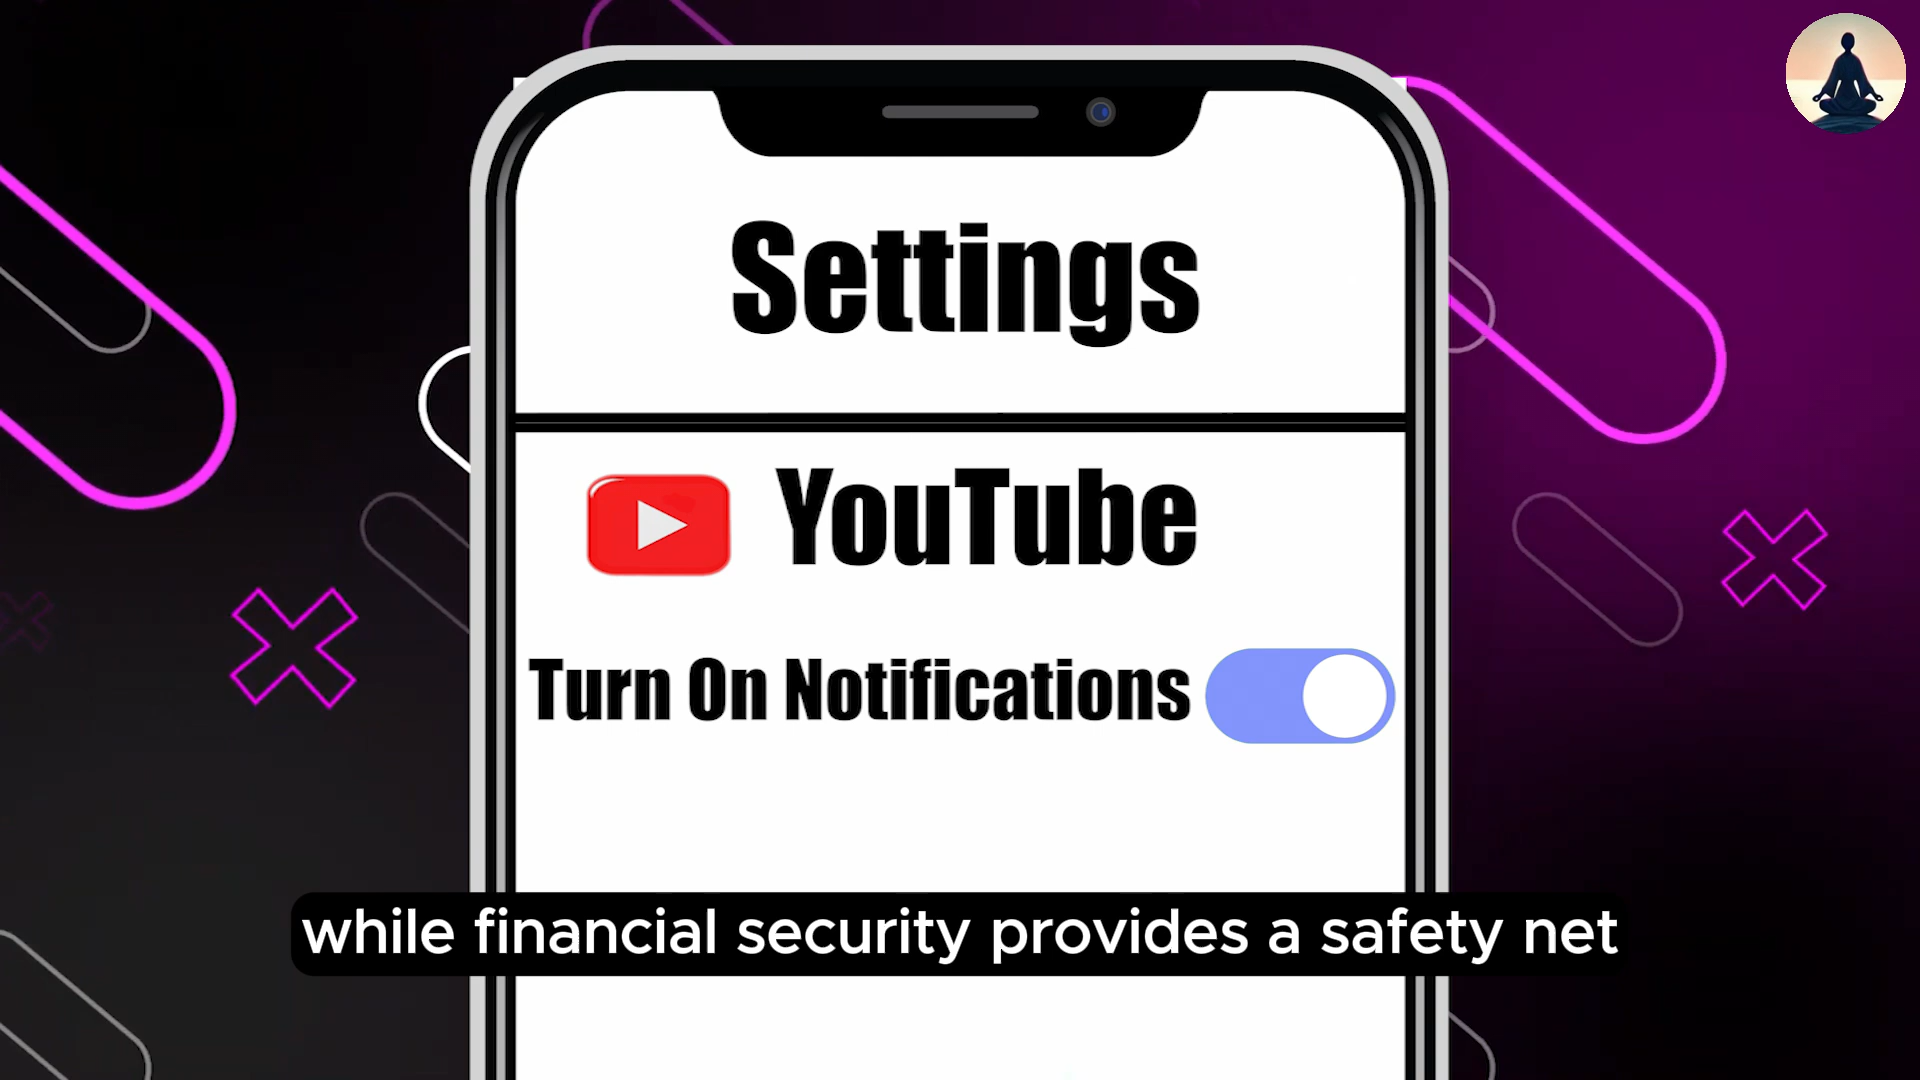 Settings
YouTube
Turn On Notifications
while financial security provides a safety net